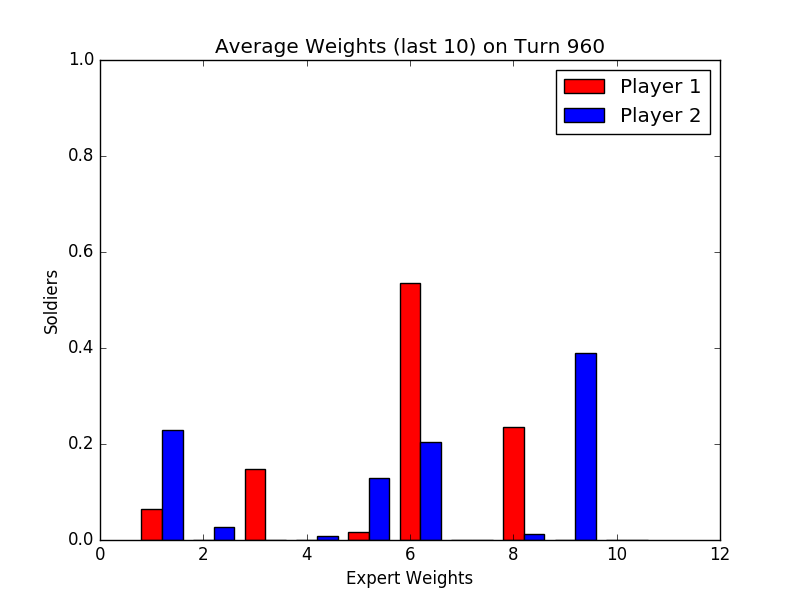 Average Weights (last 10) on Turn 960
Player 1
Player 2
1.0
0.8
0.6
0.4
0.2
0.0
Soldiers
0 2 4 6 8 10 12
Expert Weights